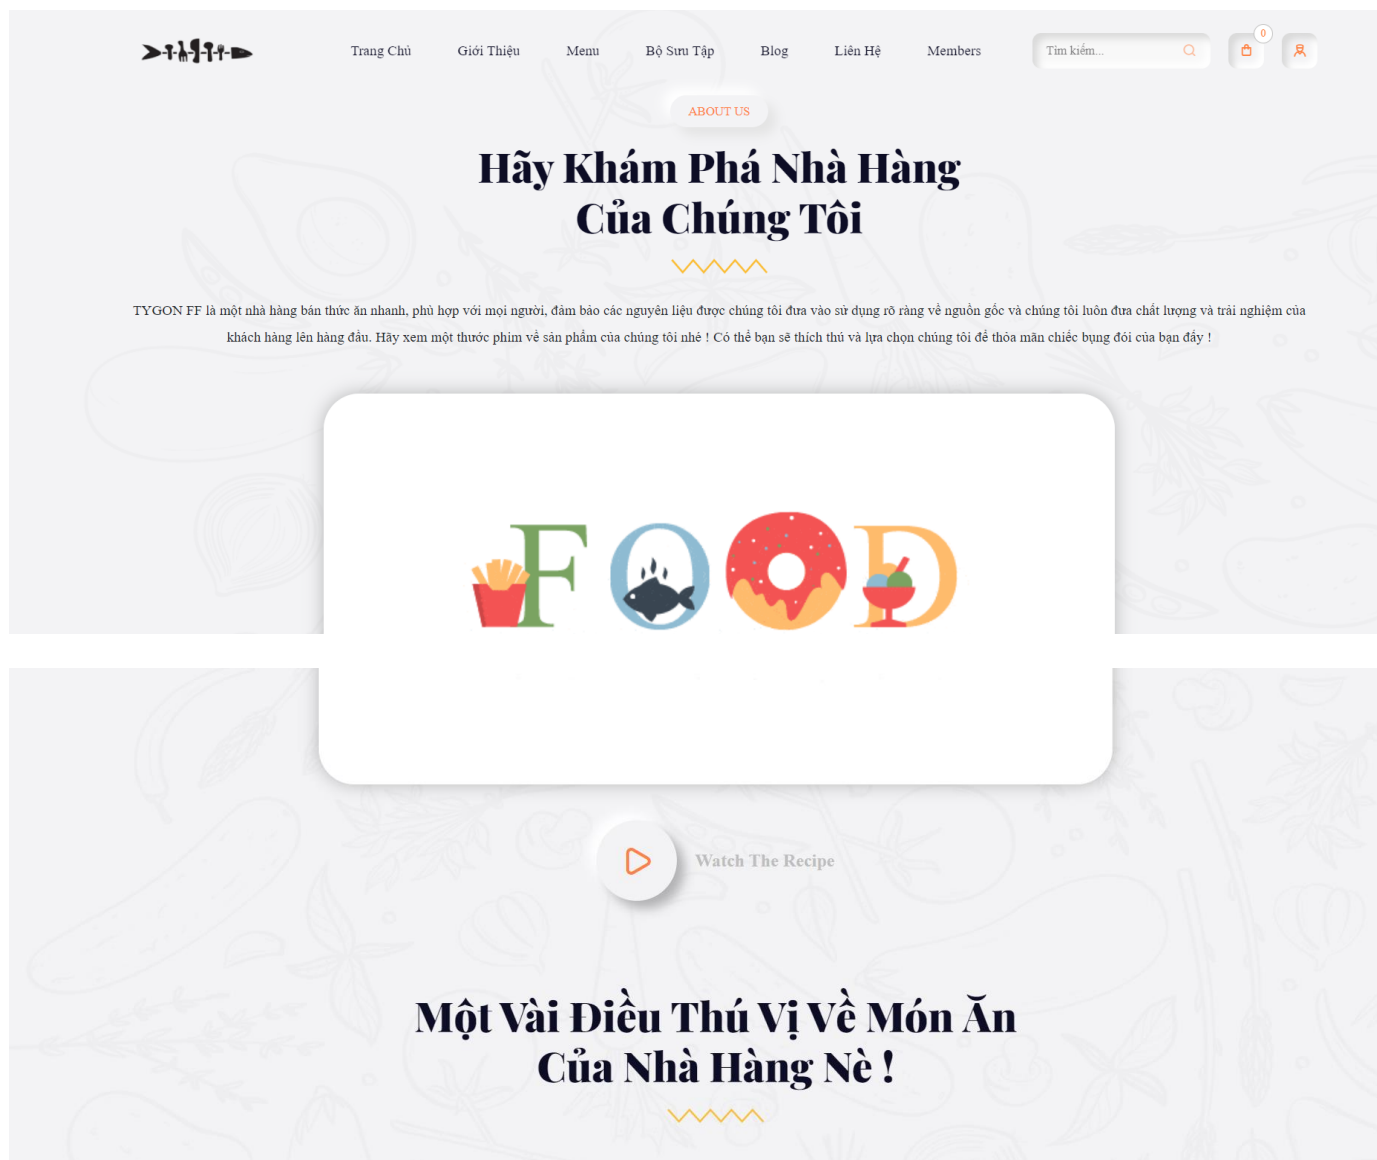 Trang Chủ Giới Thiệu Menu Bộ Sưu Tập Blog Liên Hệ Members Tìm kiếm... 0
ABOUT US
Hãy Khám Phá Nhà Hàng
Của Chúng Tôi
TYGON FF là một nhà hàng bán thức ăn nhanh, phù hợp với mọi người, đảm bảo các nguyên liệu được chúng tôi đưa vào sử dụng rõ ràng về nguồn gốc và chúng tôi luôn đưa chất lượng và trải nghiệm của
khách hàng lên hàng đầu. Hãy xem một thước phim về sản phẩm của chúng tôi nhé ! Có thể bạn sẽ thích thú và lựa chọn chúng tôi để thỏa mãn chiếc bụng đói của bạn đấy !
FOOD
Watch The Recipe
Một Vài Điều Thú Vị Về Món Ăn
Của Nhà Hàng Nè !